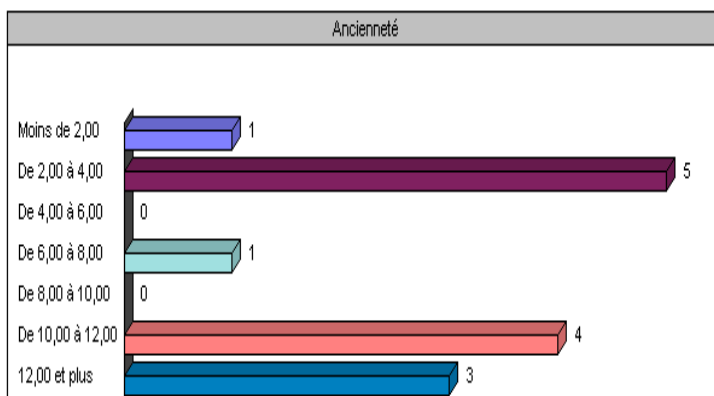 Ancienneté
Moins de 2,00 1
De 2,00 à 4,00 5
De 4,00 à 6,00 0
De 6,00 à 8,00 1
De 8,00 à 10,00 0
De 10,00 à 12,00 4
12,00 et plus 3